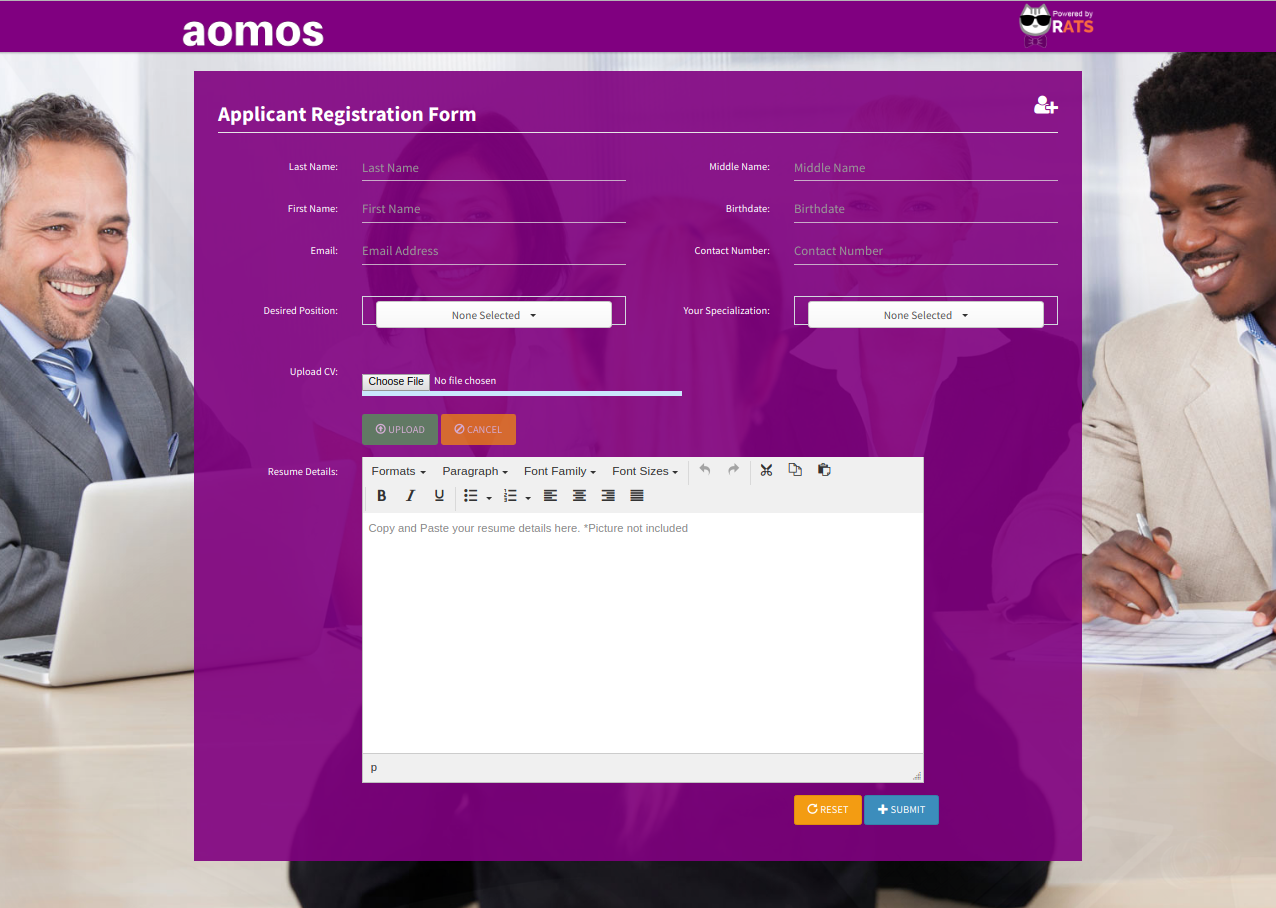 aomos
Powered by
RATS
Applicant Registration Form
Last Name: Last Name Middle Name: Middle Name
First Name: First Name Birthdate: Birthdate
Email: Email Address Contact Number: Contact Number
Desired Position: None Selected Your Specialization: None Selected
Upload CV:
Choose File No file chosen
UPLOAD CANCEL
Resume Details: Formats Paragraph Font Family Font Sizes
B I U
Copy and Paste your resume details here. *Picture not included
p
RESET SUBMIT